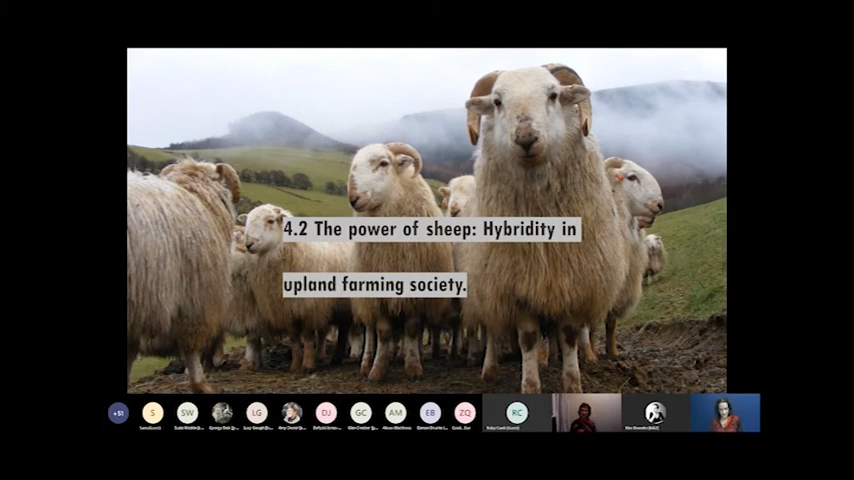 4.2 The power of sheep: Hybridity in
upland farming society.
+51
S
SW
LG
DJ
GC
AM
EB
ZQ
RC